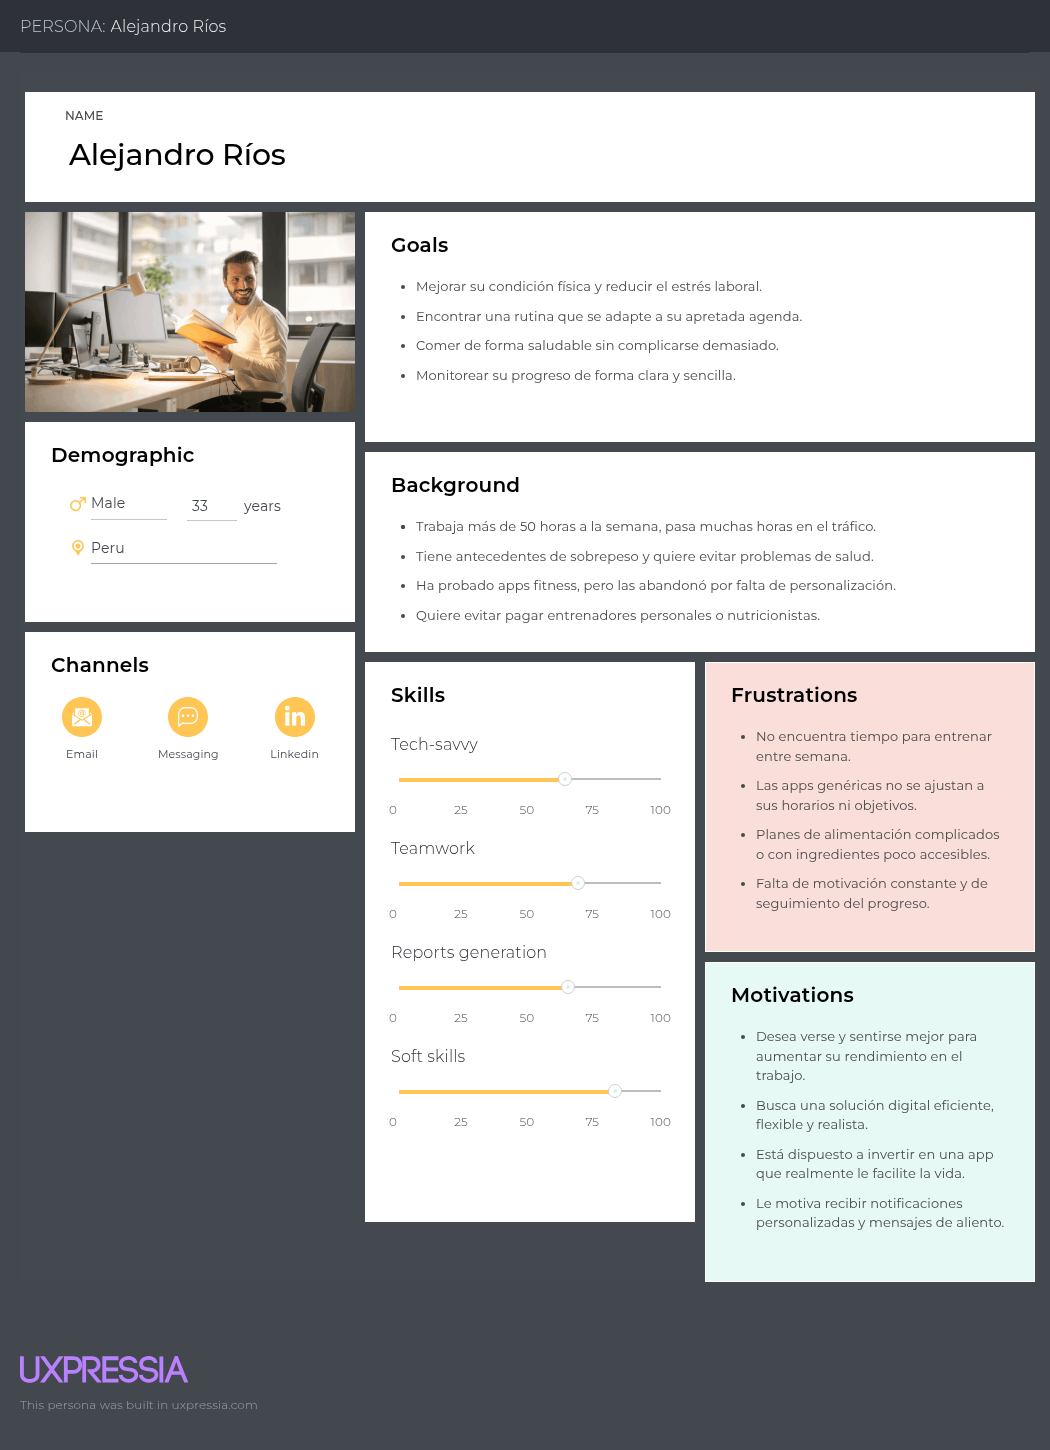 PERSONA: Alejandro Ríos
NAME
Alejandro Ríos
Demographic
Male
33 years
Peru
Channels
Email
Messaging
Linkedin
Goals
Mejorar su condición física y reducir el estrés laboral.
Encontrar una rutina que se adapte a su apretada agenda.
Comer de forma saludable sin complicarse demasiado.
Monitorear su progreso de forma clara y sencilla.
Background
Trabaja más de 50 horas a la semana, pasa muchas horas en el tráfico.
Tiene antecedentes de sobrepeso y quiere evitar problemas de salud.
Ha probado apps fitness, pero las abandonó por falta de personalización.
Quiere evitar pagar entrenadores personales o nutricionistas.
Skills
Tech-savvy
0 25 50 75 100
Teamwork
0 25 50 75 100
Reports generation
0 25 50 75 100
Soft skills
0 25 50 75 100
Frustrations
No encuentra tiempo para entrenar
entre semana.
Las apps genéricas no se ajustan a
sus horarios ni objetivos.
Planes de alimentación complicados
o con ingredientes poco accesibles.
Falta de motivación constante y de
seguimiento del progreso.
Motivations
Desea verse y sentirse mejor para
aumentar su rendimiento en el
trabajo.
Busca una solución digital eficiente,
flexible y realista.
Está dispuesto a invertir en una app
que realmente le facilite la vida.
Le motiva recibir notificaciones
personalizadas y mensajes de aliento.
UXPRESSIA
This persona was built in uxpressia.com